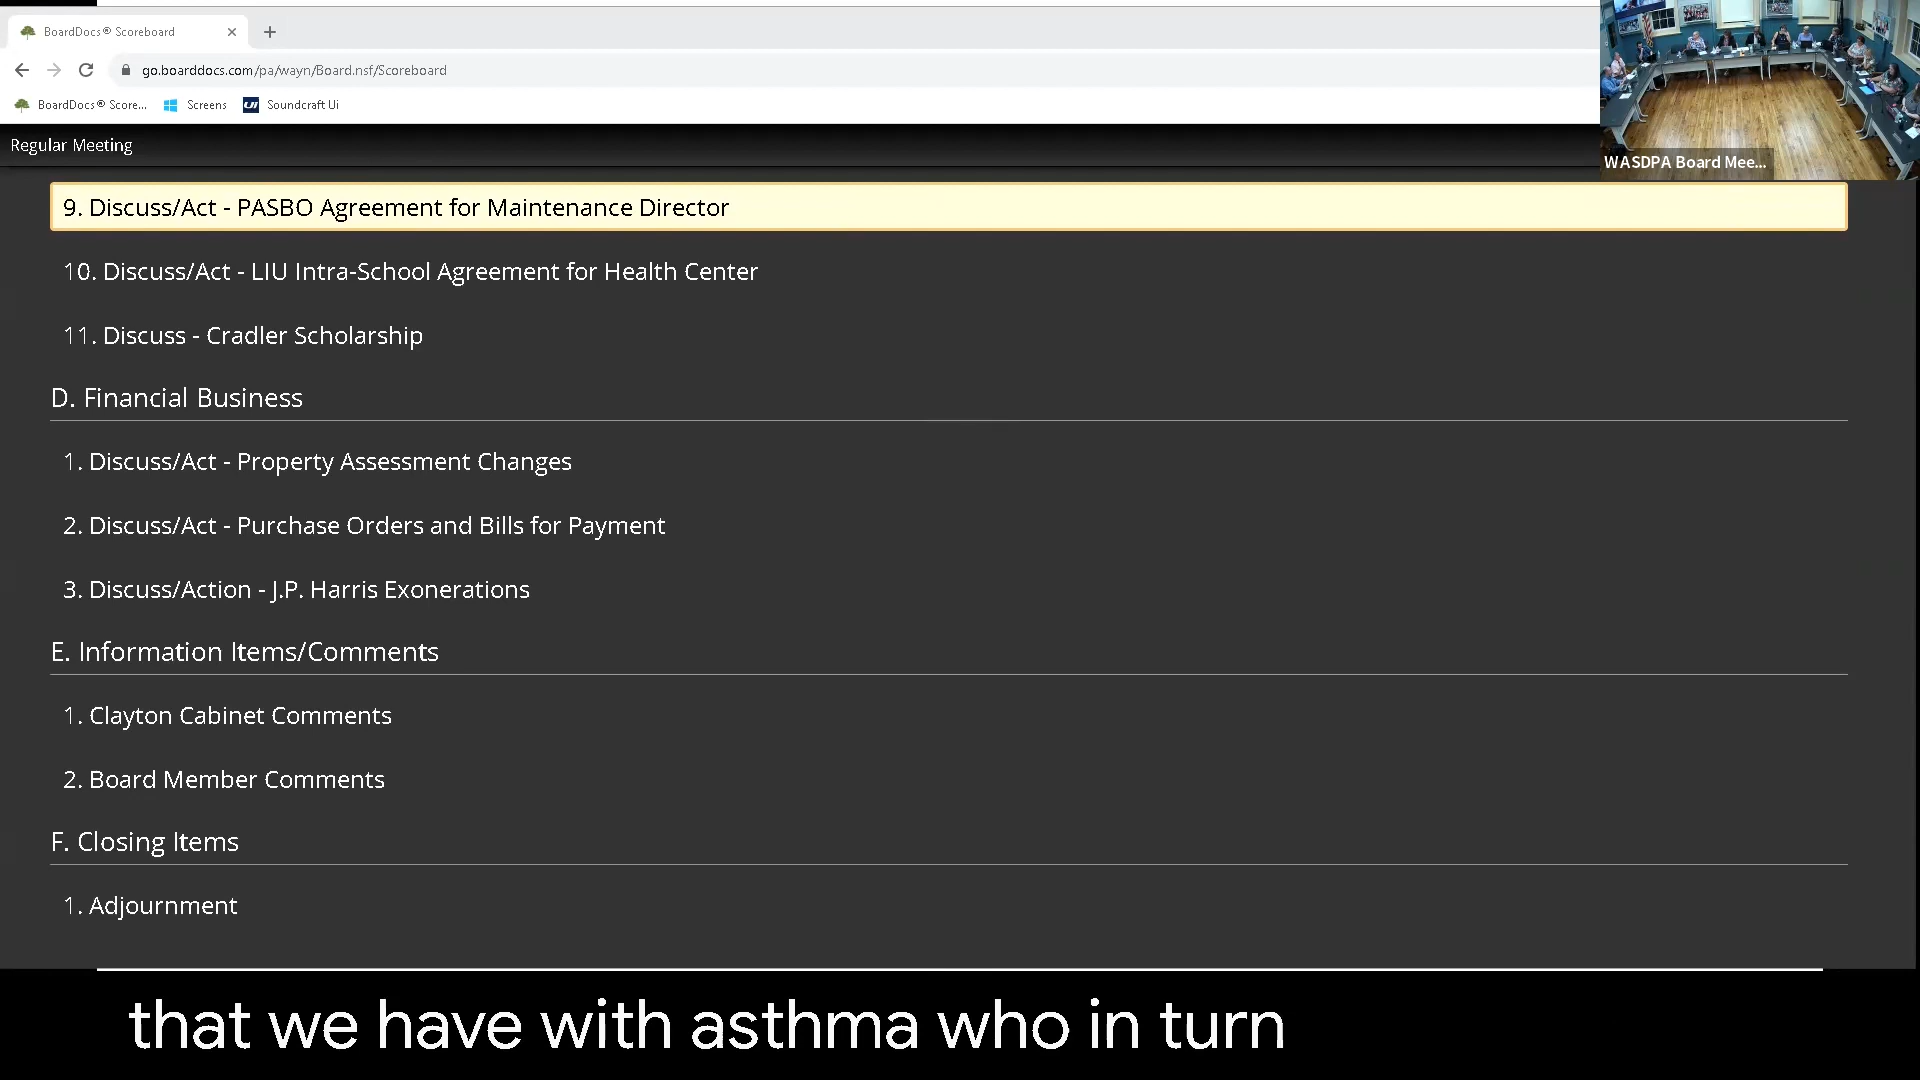 BoardDocs® Scoreboard
go.boarddocs.com/pa/wayn/Board.nsf/Scoreboard
BoardDocs® Score... Screens Soundcraft Ui
Regular Meeting
WASDPA Board Mee...
9. Discuss/Act - PASBO Agreement for Maintenance Director
10. Discuss/Act - LIU Intra-School Agreement for Health Center
11. Discuss - Cradler Scholarship
D. Financial Business
1. Discuss/Act - Property Assessment Changes
2. Discuss/Act - Purchase Orders and Bills for Payment
3. Discuss/Action - J.P. Harris Exonerations
E. Information Items/Comments
1. Clayton Cabinet Comments
2. Board Member Comments
F. Closing Items
1. Adjournment
that we have with asthma who in turn